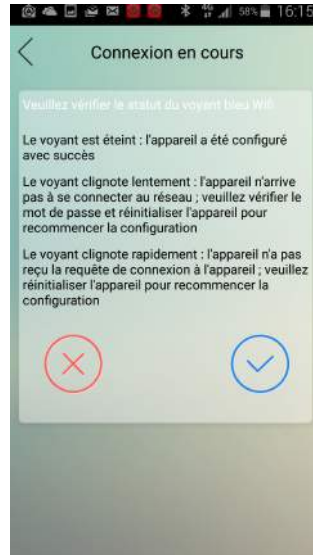 58% 16:15
Connexion en cours
Veuillez vérifier le statut du voyant bleu Wifi
Le voyant est éteint : l'appareil a été configuré
avec succès
Le voyant clignote lentement : l'appareil n'arrive
pas à se connecter au réseau ; veuillez vérifier le
mot de passe et réinitialiser l'appareil pour
recommencer la configuration
Le voyant clignote rapidement : l'appareil n'a pas
reçu la requête de connexion à l'appareil ; veuillez
réinitialiser l'appareil pour recommencer la
configuration